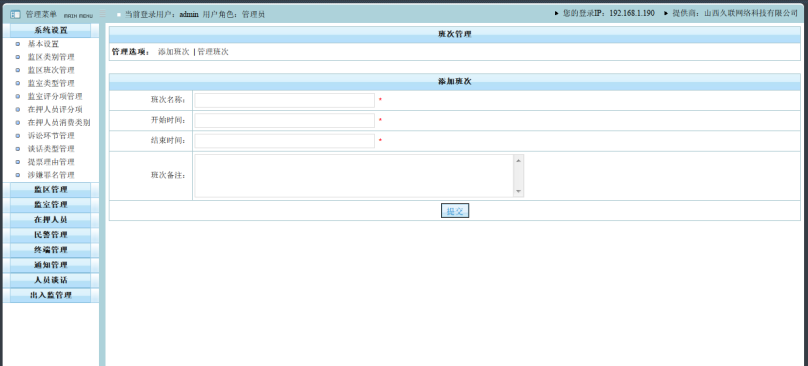 管理菜单 MAIN MENU 当前登录用户：admin 用户角色：管理员 您的登录IP：192.168.1.190 提供商：山西久联网络科技有限公司
系统设置
基本设置
监区类别管理
监区班次管理
监室类型管理
监室评分项管理
在押人员评分项
在押人员消费类别
诉讼环节管理
谈话类型管理
提票理由管理
涉嫌罪名管理
监区管理
监室管理
在押人员
民警管理
终端管理
通知管理
人员谈话
出入监管理
班次管理
管理选项： 添加班次 | 管理班次
添加班次
班次名称： *
开始时间： *
结束时间： *
班次备注：
提交